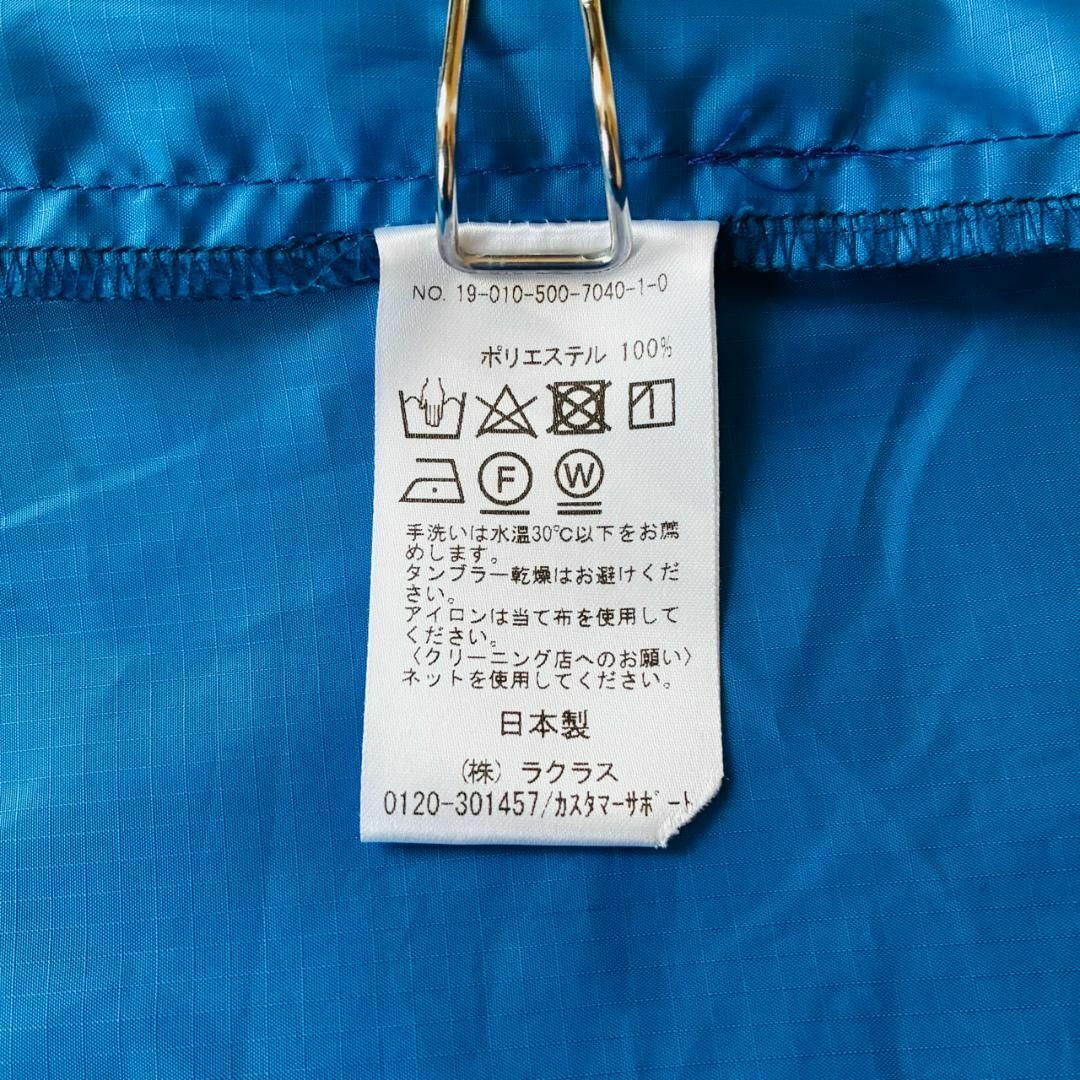 NO. 19-010-500-7040-1-0
ポリエステル 100%
F W
手洗いは水温30℃以下をお薦
めします。
タンブラー乾燥はお避けくだ
さい。
アイロンは当て布を使用して
ください。
〈クリーニング店へのお願い〉
ネットを使用してください。
日本製
(株) ラクラス
0120-301457/カスタマーサポート